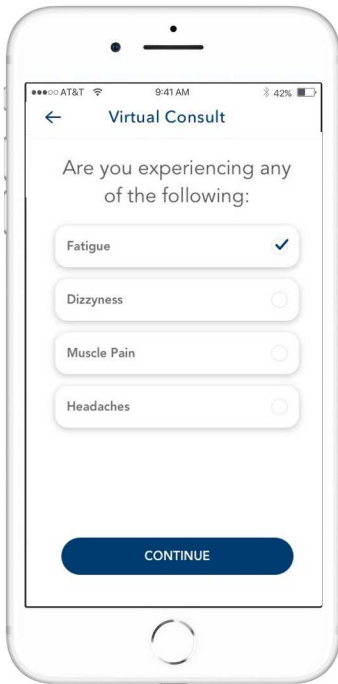 AT&T 9:41 AM 42%
Virtual Consult
Are you experiencing any
of the following:
Fatigue
Dizzyness
Muscle Pain
Headaches
CONTINUE